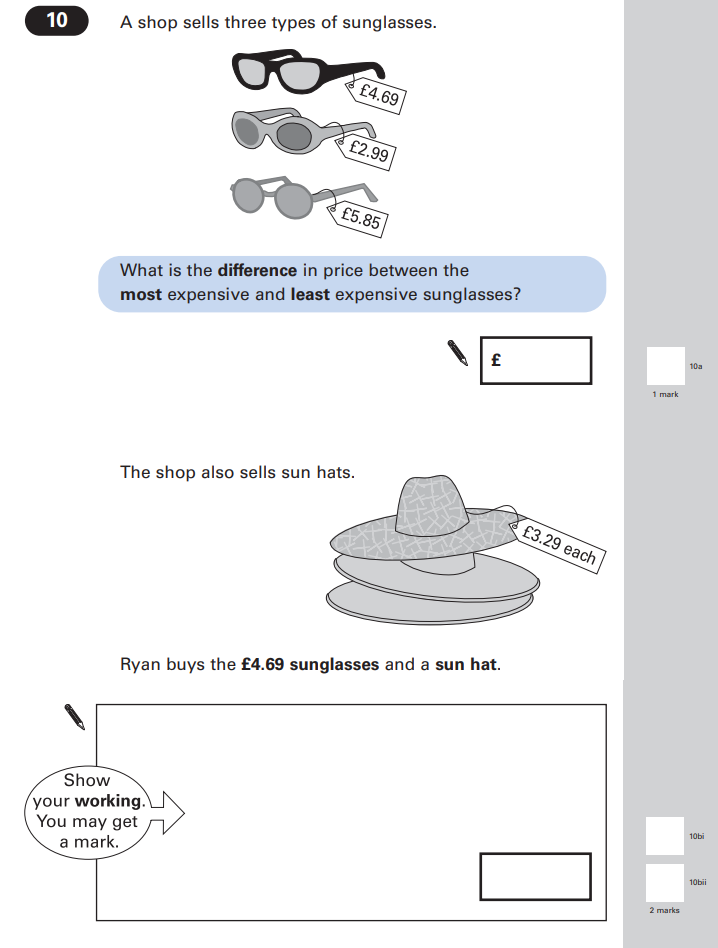 10
A shop sells three types of sunglasses.
£4.69
£2.99
£5.85
What is the difference in price between the
most expensive and least expensive sunglasses?
£
10a
1 mark
The shop also sells sun hats.
£3.29 each
Ryan buys the £4.69 sunglasses and a sun hat.
Show
your working.
You may get
a mark.
10bi
10bii
2 marks